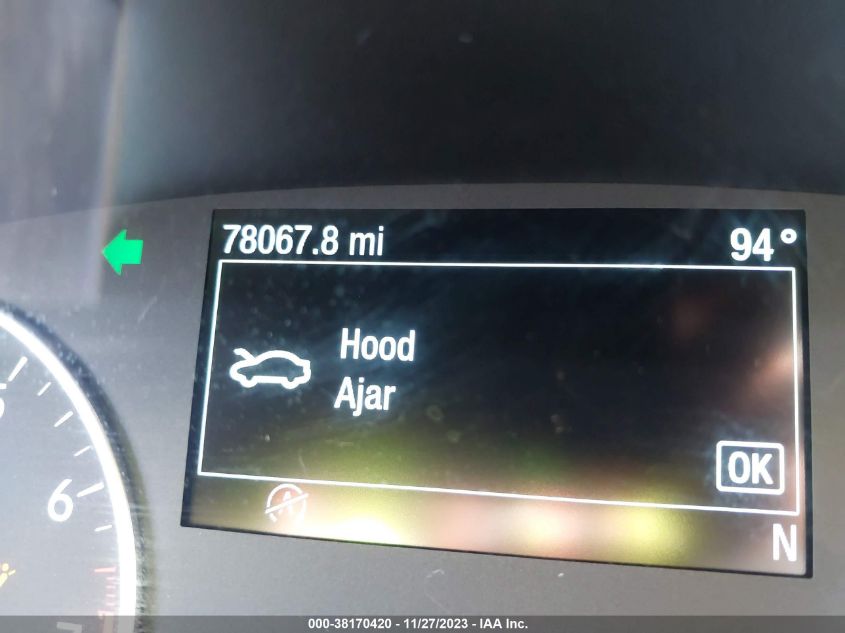 78067.8 mi 94°
Hood
Ajar
OK
N
6
000-38170420 - 11/27/2023 - IAA Inc.